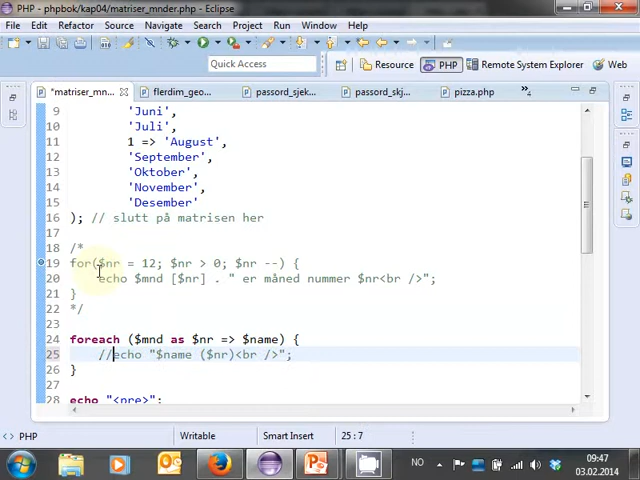 PHP - phpbok/kap04/matriser_mnder.php - Eclipse
File Edit Refactor Source Navigate Search Project Run Window Help
Quick Access Resource PHP Remote System Explorer Web
*matriser_mn... flerdim_geo... passord_sjek... passord_skj... pizza.php »4
9 'Juni',
10 'Juli',
11 1 => 'August',
12 'September',
13 'Oktober',
14 'November',
15 'Desember'
16 ); // slutt på matrisen her
17
18 /*
19 for($nr = 12; $nr > 0; $nr --) {
20 echo $mnd [$nr] . " er måned nummer $nr<br />";
21 }
22 */
23
24 foreach ($mnd as $nr => $name) {
25 //echo "$name ($nr)<br />";
26 }
27
28 echo "<pre>";
PHP Writable Smart Insert 25 : 7
NO 09:47
03.02.2014